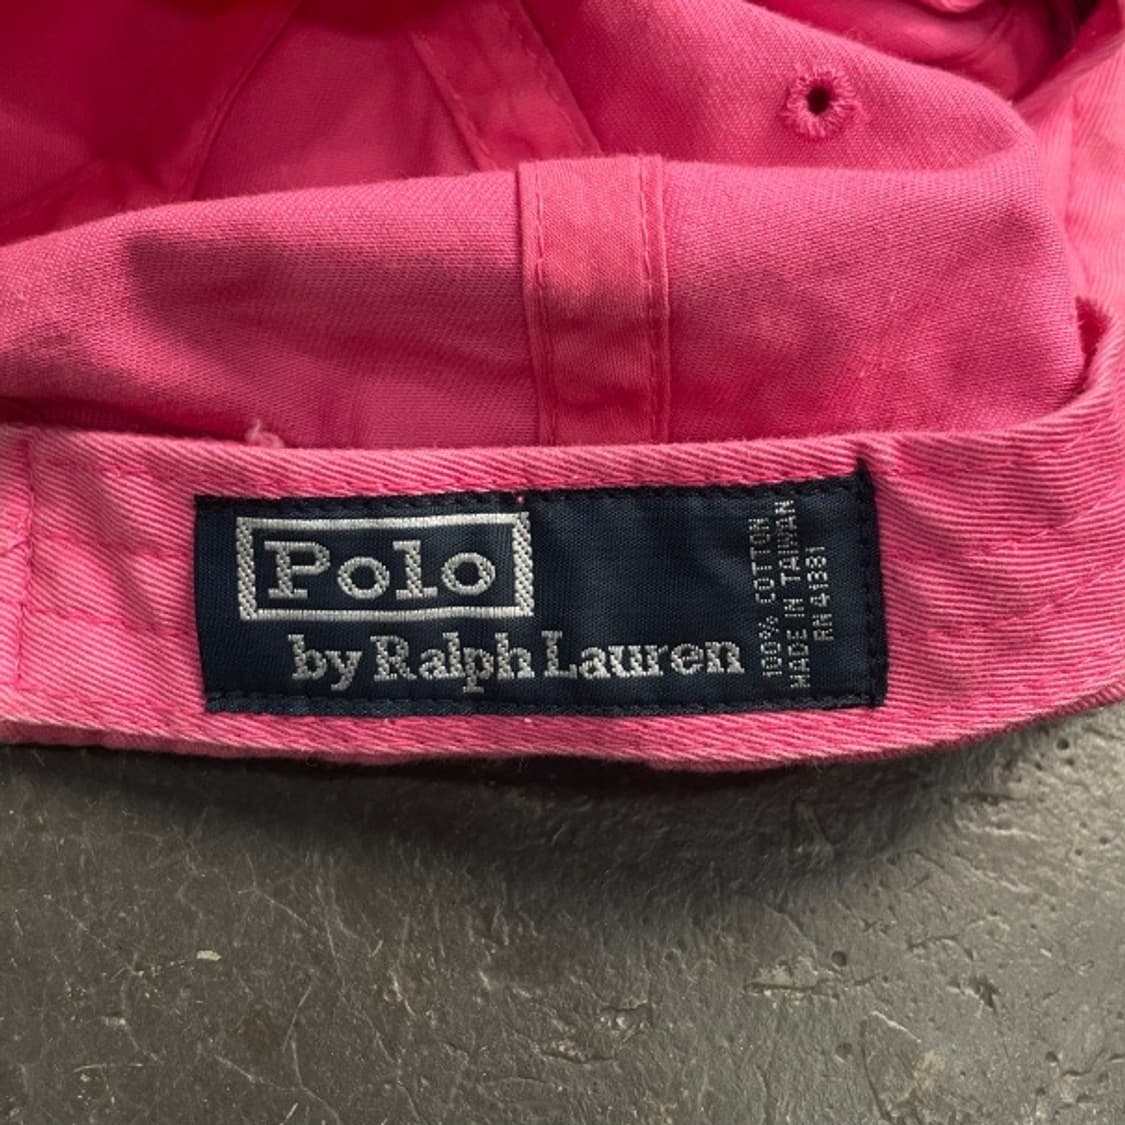 Polo
by Ralph Lauren
100% COTTON
MADE IN TAIWAN
RN 41381